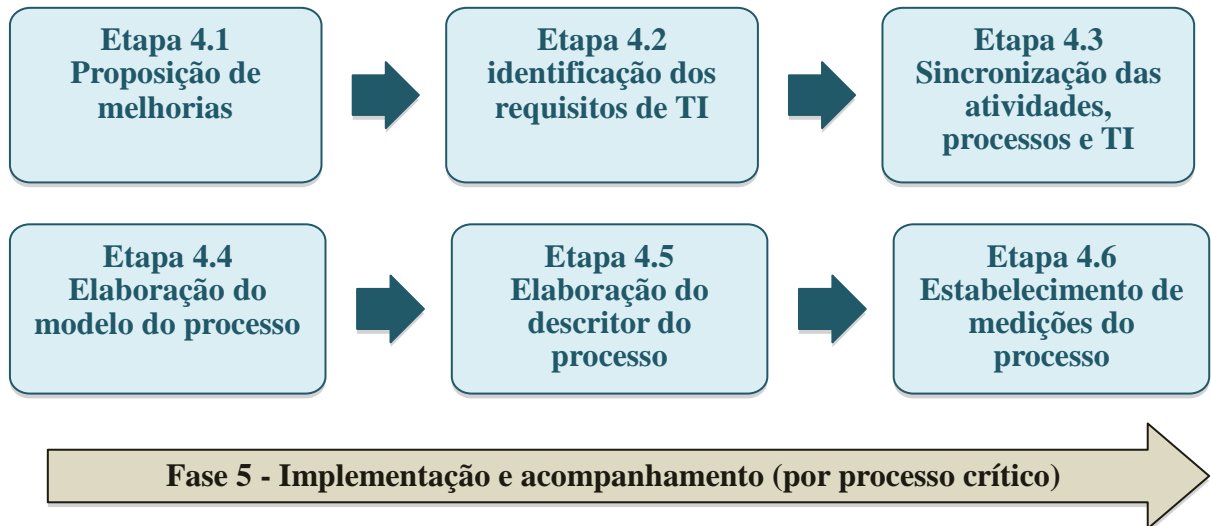 Etapa 4.1
Proposição de
melhorias
Etapa 4.2
identificação dos
requisitos de TI
Etapa 4.3
Sincronização das
atividades,
processos e TI
Etapa 4.4
Elaboração do
modelo do processo
Etapa 4.5
Elaboração do
descritor do
processo
Etapa 4.6
Estabelecimento de
medições do
processo
Fase 5 - Implementação e acompanhamento (por processo crítico)